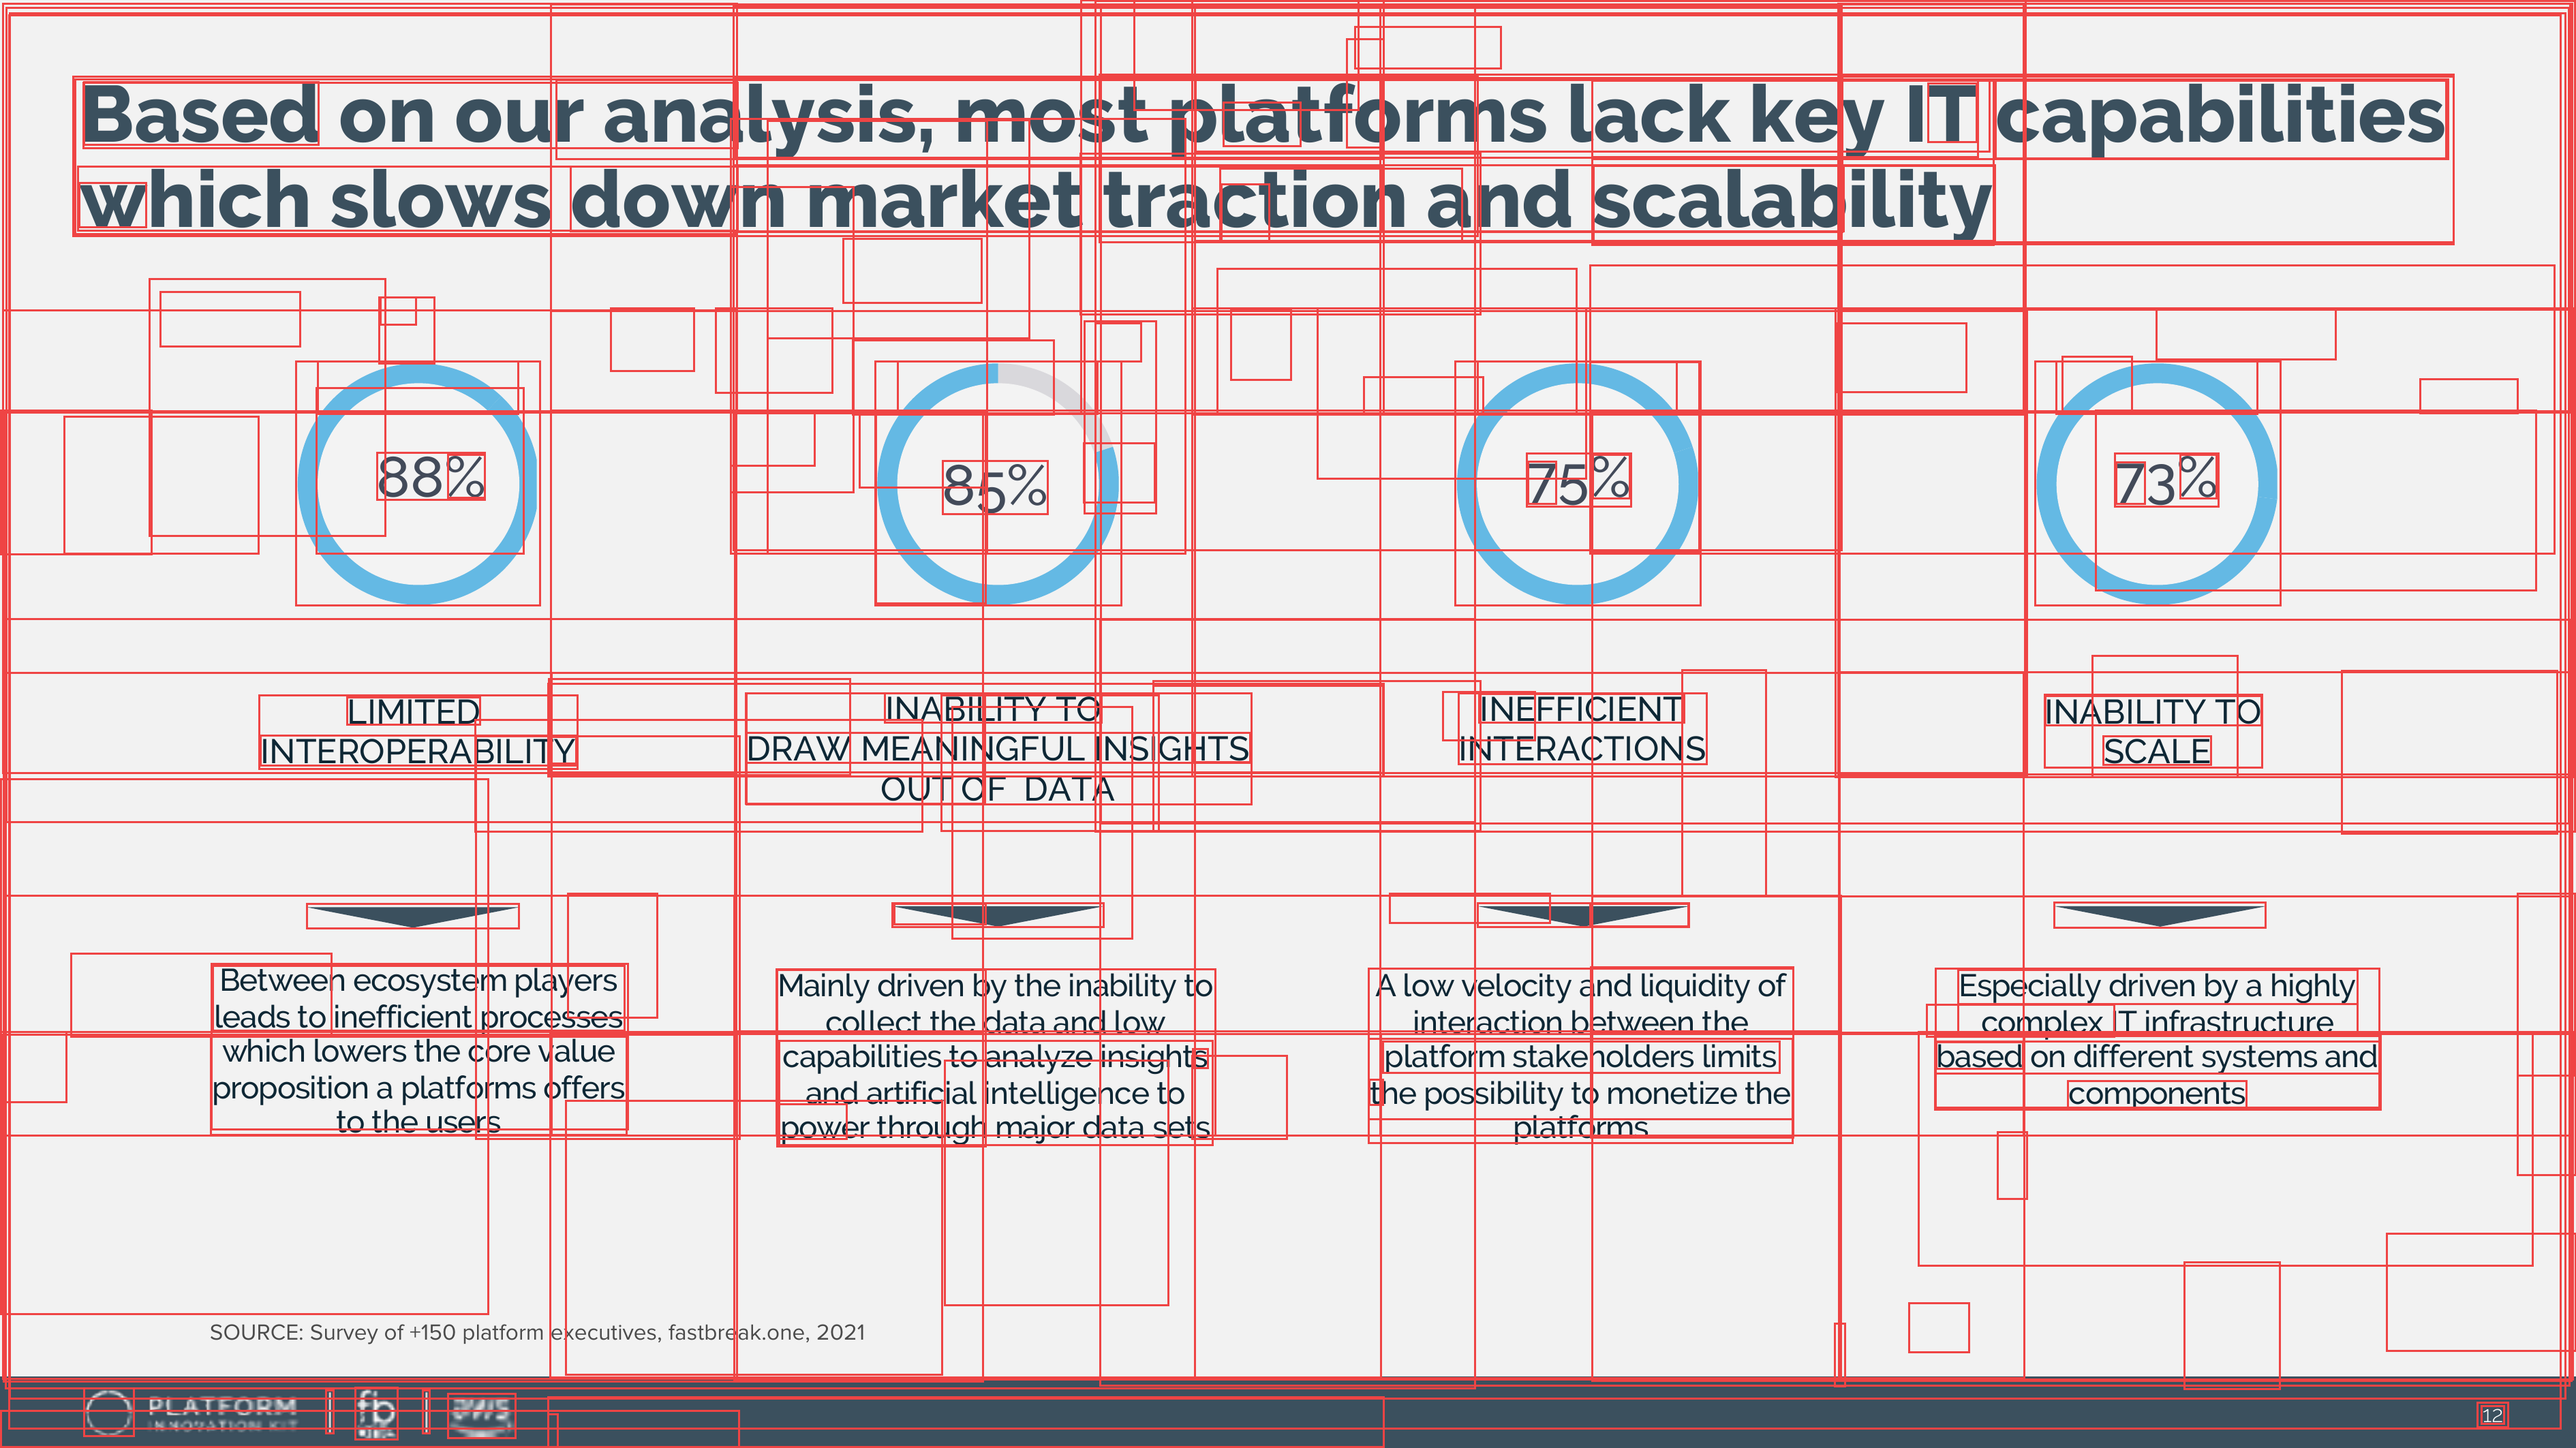 Based on our analysis, most platforms lack key IT capabilities
which slows down market traction and scalability
88%
85%
75%
73%
LIMITED
INTEROPERABILITY
INABILITY TO
DRAW MEANINGFUL INSIGHTS
OUT OF DATA
INEFFICIENT
INTERACTIONS
INABILITY TO
SCALE
Between ecosystem players
leads to inefficient processes
which lowers the core value
proposition a platforms offers
to the users
Mainly driven by the inability to
collect the data and low
capabilities to analyze insights
and artificial intelligence to
power through major data sets
A low velocity and liquidity of
interaction between the
platform stakeholders limits
the possibility to monetize the
platforms
Especially driven by a highly
complex IT infrastructure
based on different systems and
components
SOURCE: Survey of +150 platform executives, fastbreak.one, 2021
PLATFORM
INNOVATION KIT
fb
12